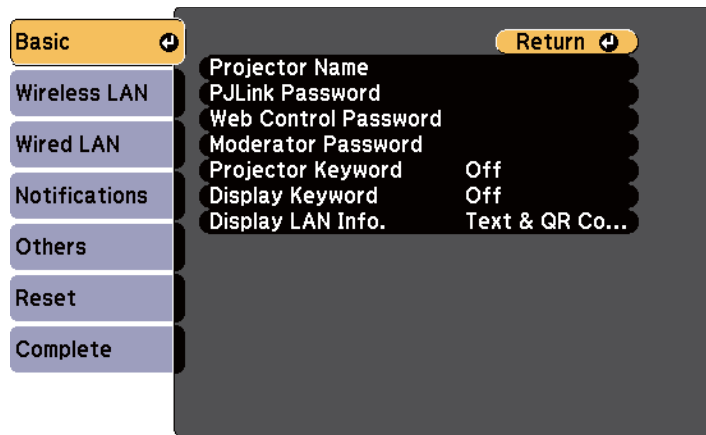 Basic
Wireless LAN
Wired LAN
Notifications
Others
Reset
Complete
Return
Projector Name
PJLink Password
Web Control Password
Moderator Password
Projector Keyword Off
Display Keyword Off
Display LAN Info. Text & QR Co...